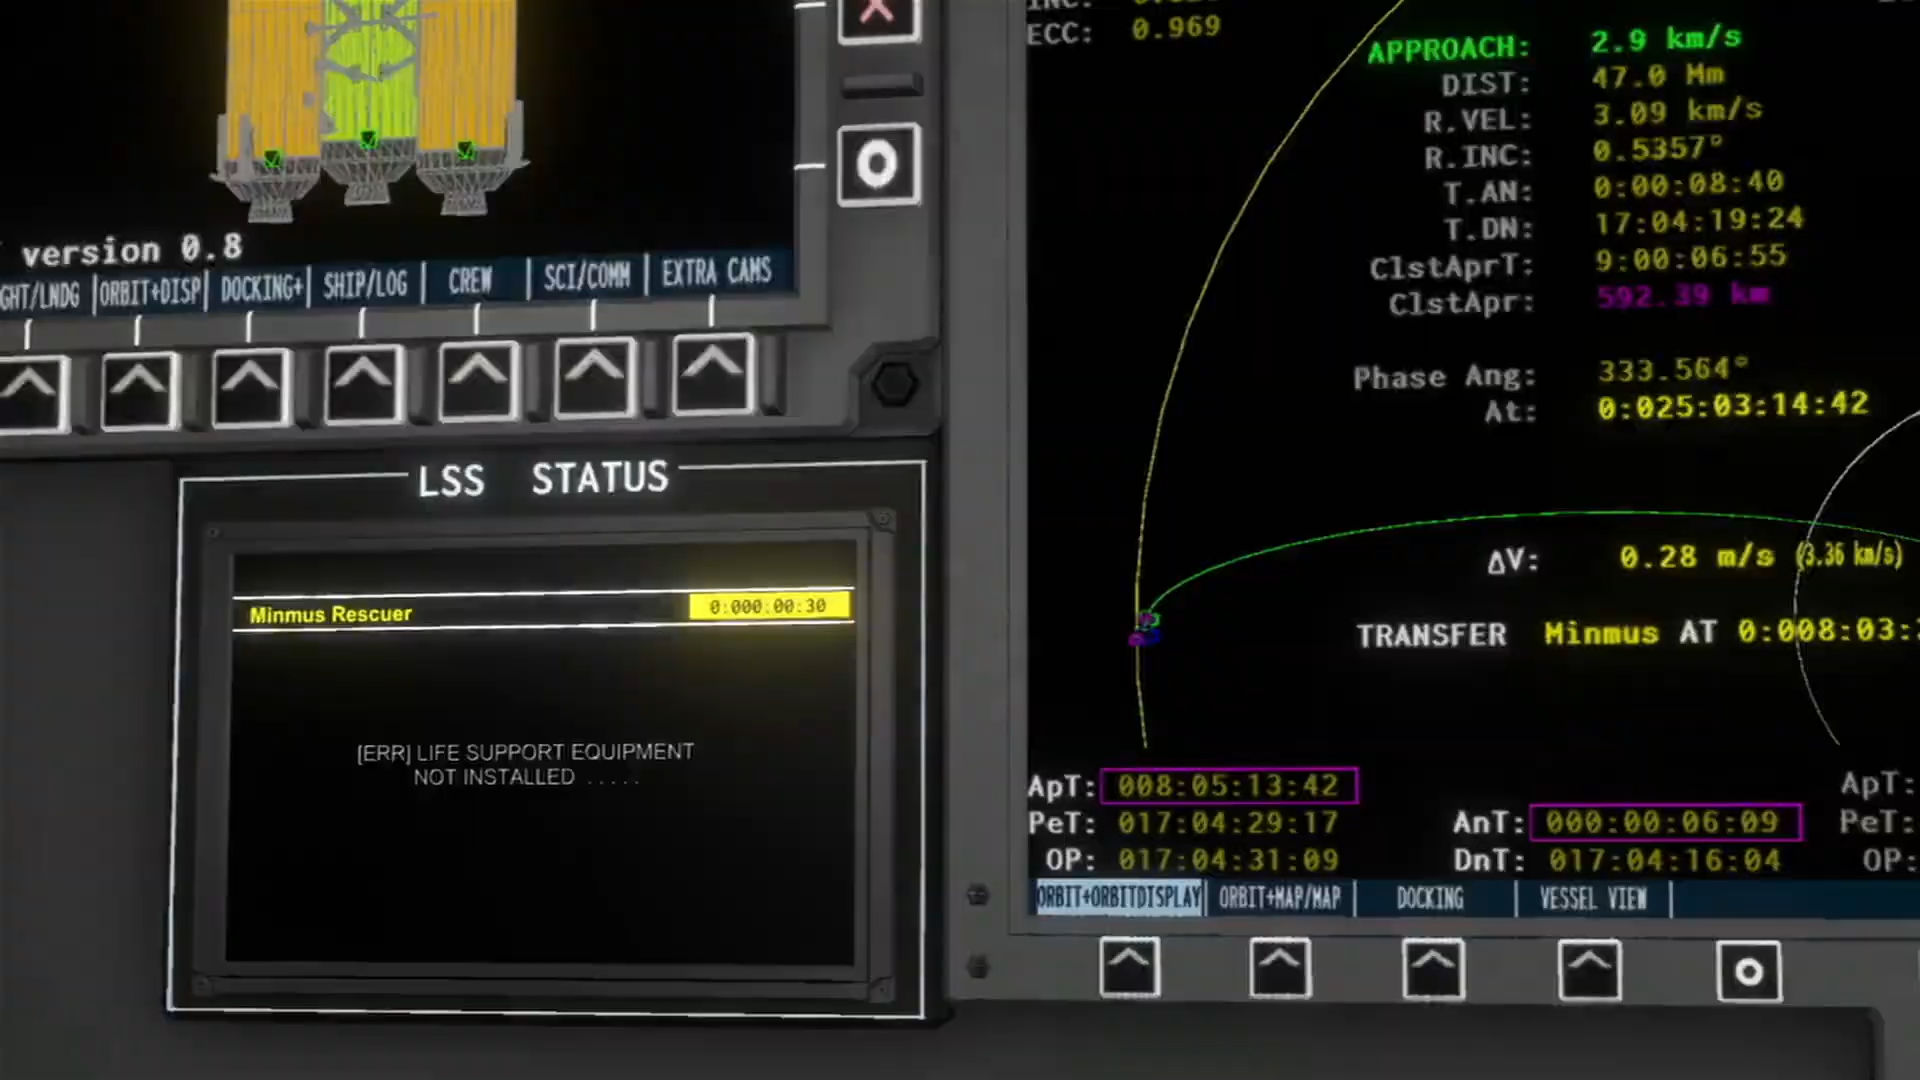 version 0.8
GHT/LNDG ORBIT+DISP DOCKING+ SHIP/LOG CREW SCI/COMM EXTRA CAMS
LSS STATUS
Minmus Rescuer 0:000:00:30
[ERR] LIFE SUPPORT EQUIPMENT
NOT INSTALLED . . . . .
ECC: 0.969
APPROACH: 2.9 km/s
DIST: 47.0 Mm
R.VEL: 3.09 km/s
R.INC: 0.5357°
T.AN: 0:00:08:40
T.DN: 17:04:19:24
ClstAprT: 9:00:06:55
ClstApr: 592.39 km
Phase Ang: 333.564°
At: 0:025:03:14:42
ΔV: 0.28 m/s (3.36 km/s)
TRANSFER Minmus AT 0:008:03:
ApT: 008:05:13:42 ApT:
PeT: 017:04:29:17 AnT: 000:00:06:09 PeT:
OP: 017:04:31:09 DnT: 017:04:16:04 OP:
ORBIT+ORBITDISPLAY ORBIT+MAP/MAP DOCKING VESSEL VIEW